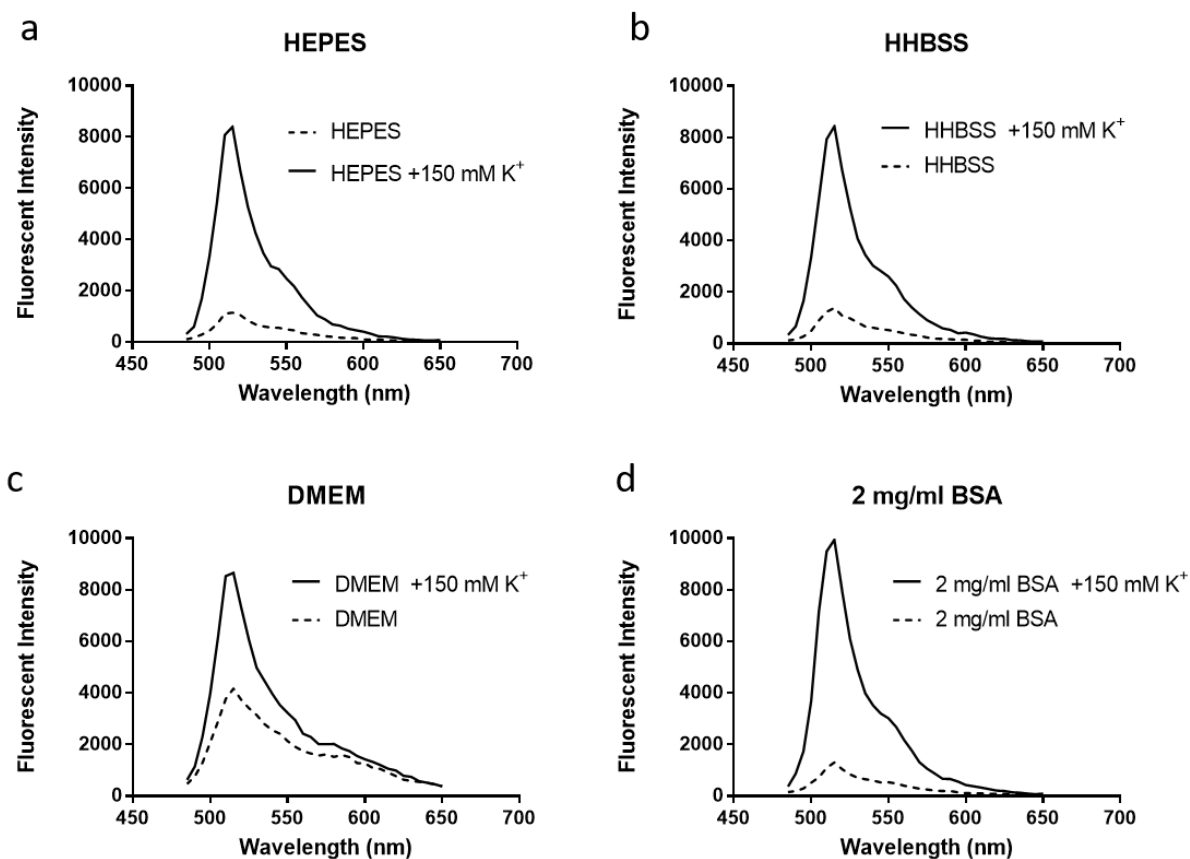 a
HEPES
10000
8000
6000
4000
2000
0
450 500 550 600 650 700
Fluorescent Intensity
Wavelength (nm)
HEPES
HEPES +150 mM K⁺
b
HHBSS
10000
8000
6000
4000
2000
0
450 500 550 600 650 700
Fluorescent Intensity
Wavelength (nm)
HHBSS +150 mM K⁺
HHBSS
c
DMEM
10000
8000
6000
4000
2000
0
450 500 550 600 650 700
Fluorescent Intensity
Wavelength (nm)
DMEM +150 mM K⁺
DMEM
d
2 mg/ml BSA
10000
8000
6000
4000
2000
0
450 500 550 600 650 700
Fluorescent Intensity
Wavelength (nm)
2 mg/ml BSA +150 mM K⁺
2 mg/ml BSA